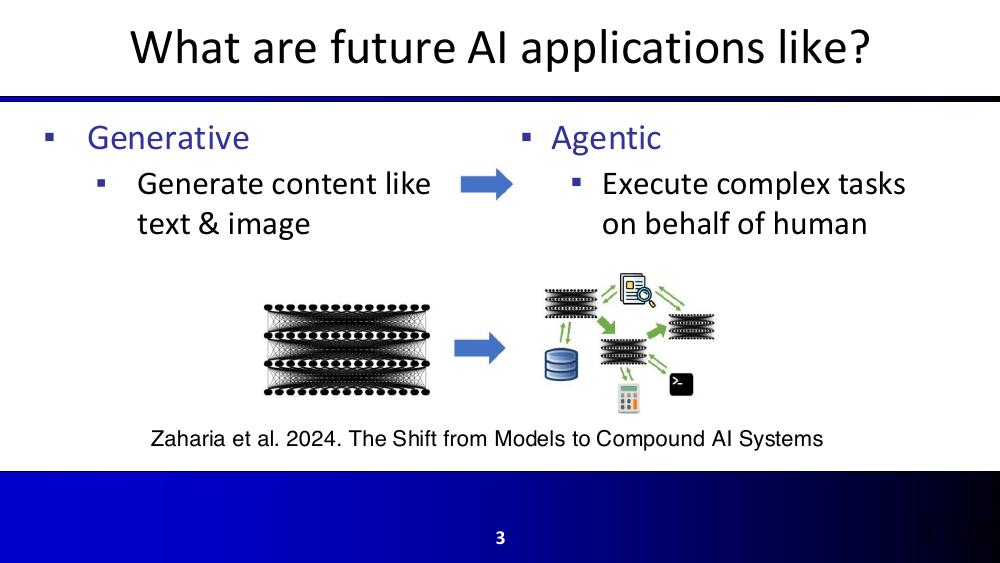 What are future AI applications like?
▪ Generative
▪ Generate content like
text & image
▪ Agentic
▪ Execute complex tasks
on behalf of human
>_
Zaharia et al. 2024. The Shift from Models to Compound AI Systems
3